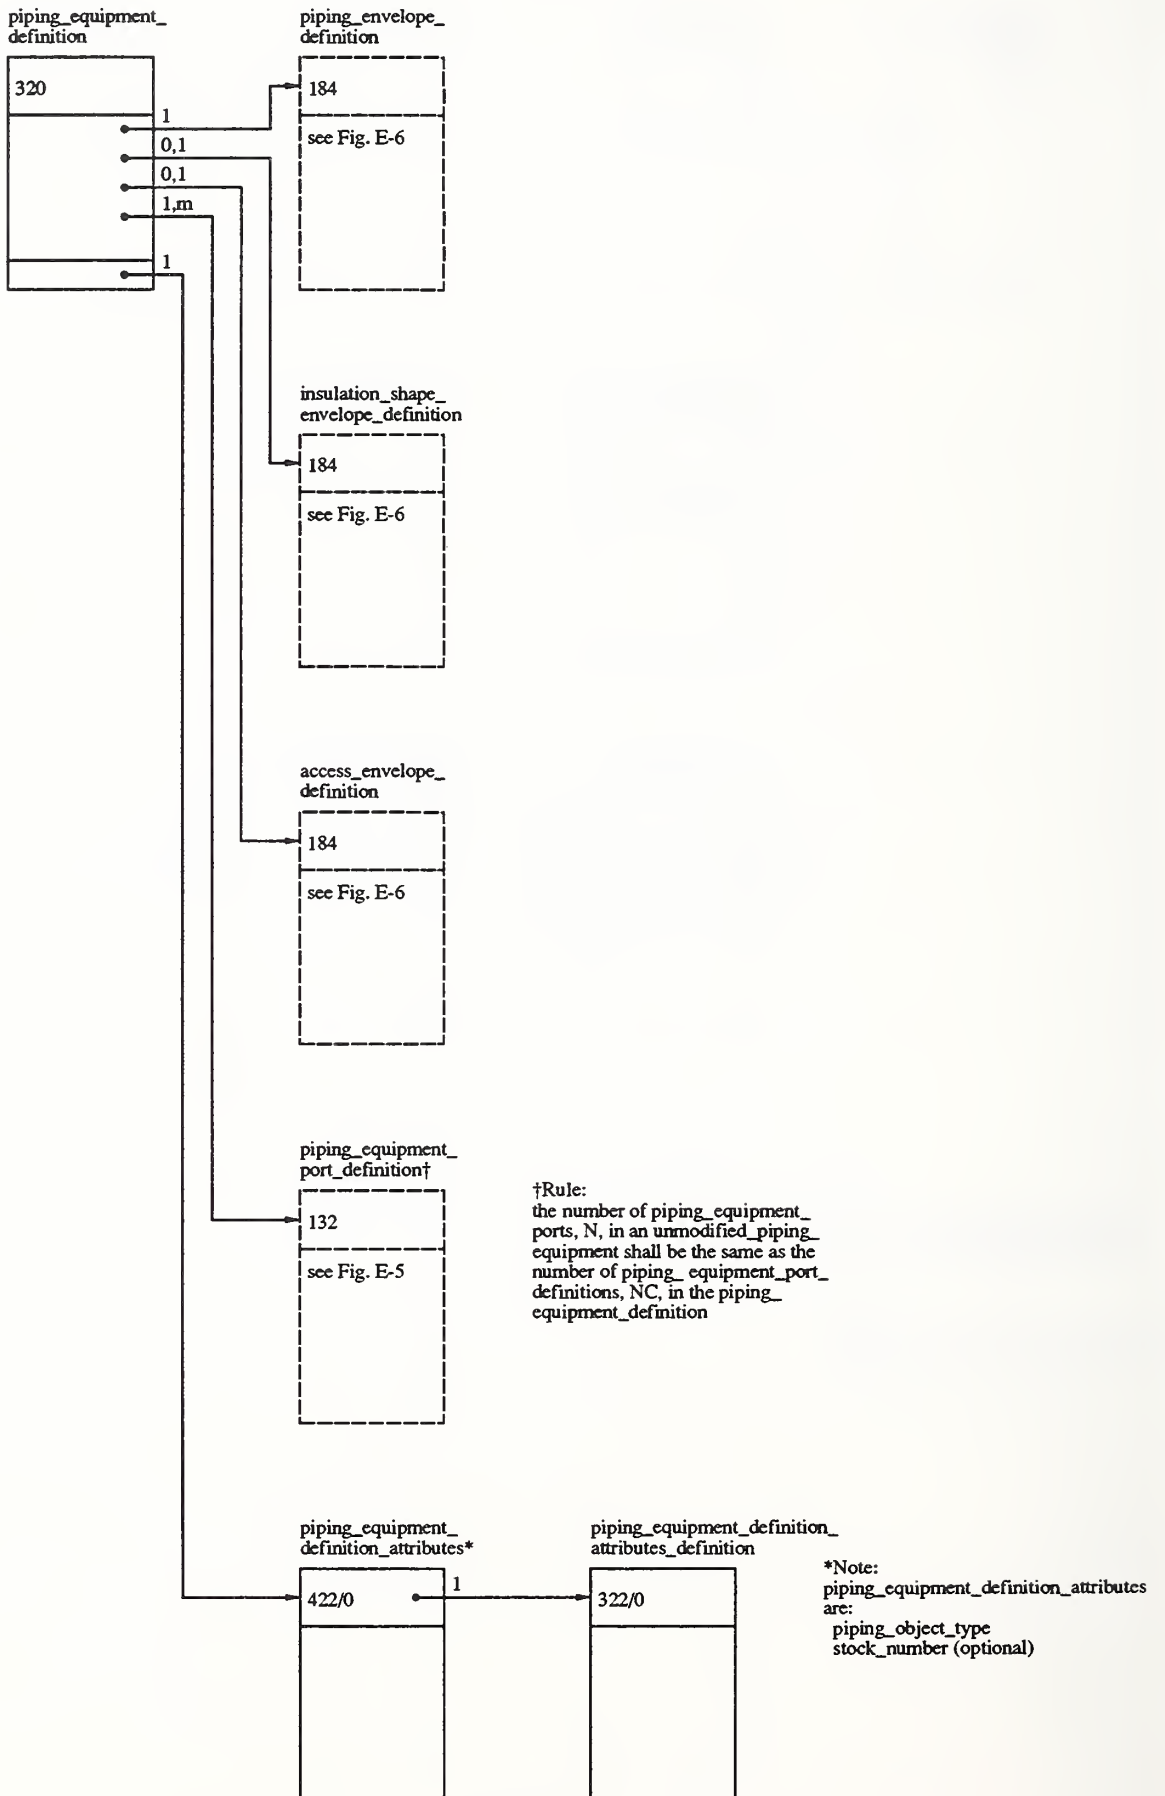 piping_equipment_
definition
320
1
0,1
0,1
1,m
1
piping_envelope_
definition
184
see Fig. E-6
insulation_shape_
envelope_definition
184
see Fig. E-6
access_envelope_
definition
184
see Fig. E-6
piping_equipment_
port_definition†
132
see Fig. E-5
†Rule:
the number of piping_equipment_
ports, N, in an unmodified_piping_
equipment shall be the same as the
number of piping_ equipment_port_
definitions, NC, in the piping_
equipment_definition
piping_equipment_
definition_attributes*
422/0
1
piping_equipment_definition_
attributes_definition
322/0
*Note:
piping_equipment_definition_attributes
are:
piping_object_type
stock_number (optional)